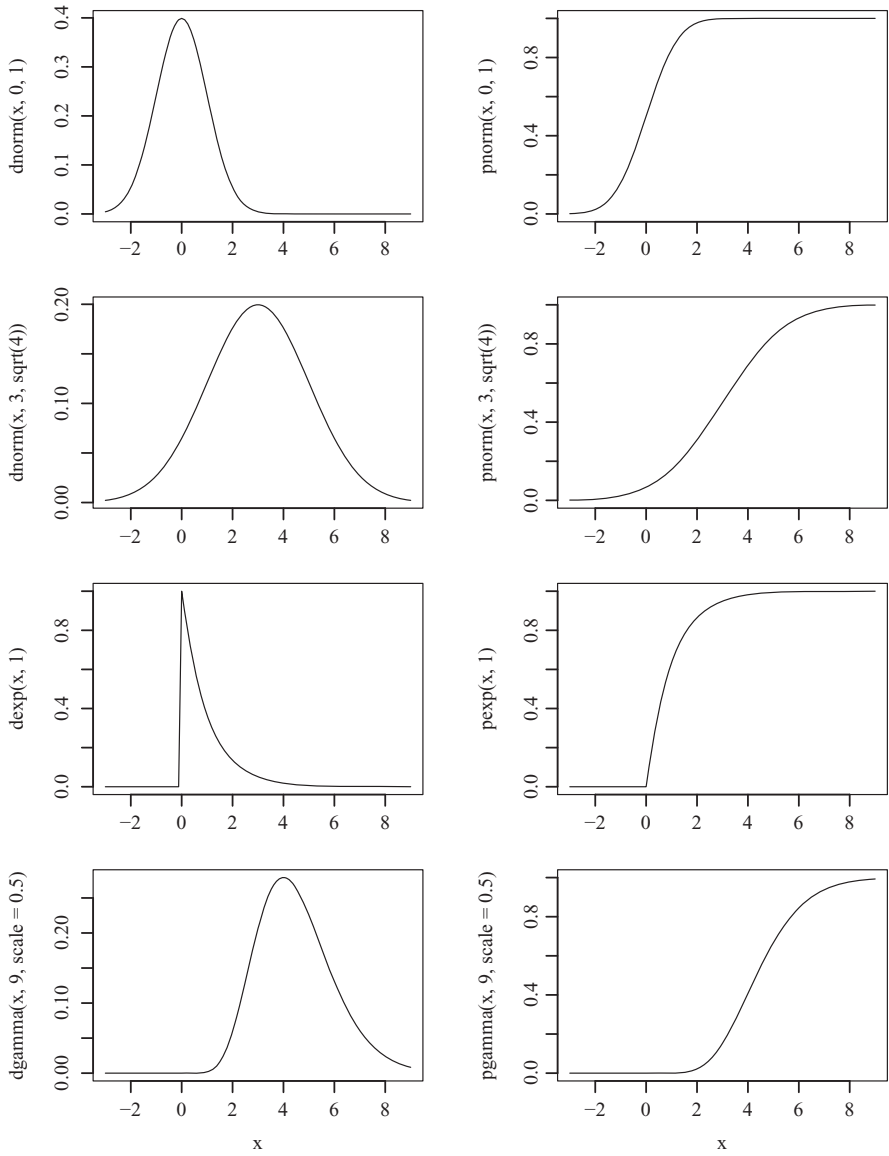 dnorm(x, 0, 1)
0.0 0.1 0.2 0.3 0.4
−2 0 2 4 6 8
pnorm(x, 0, 1)
0.0 0.4 0.8
−2 0 2 4 6 8
dnorm(x, 3, sqrt(4))
0.00 0.10 0.20
−2 0 2 4 6 8
pnorm(x, 3, sqrt(4))
0.0 0.4 0.8
−2 0 2 4 6 8
dexp(x, 1)
0.0 0.4 0.8
−2 0 2 4 6 8
pexp(x, 1)
0.0 0.4 0.8
−2 0 2 4 6 8
dgamma(x, 9, scale = 0.5)
0.00 0.10 0.20
−2 0 2 4 6 8
x
pgamma(x, 9, scale = 0.5)
0.0 0.4 0.8
−2 0 2 4 6 8
x